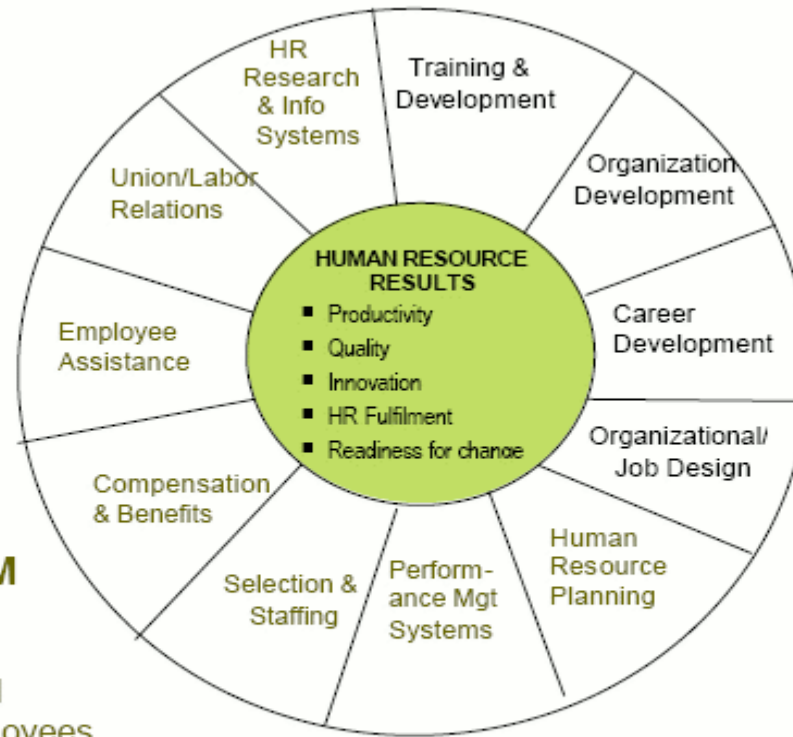 HR
Research
& Info
Systems
Training &
Development
Organization
Development
Career
Development
Organizational/
Job Design
Human
Resource
Planning
Perform-
ance Mgt
Systems
Selection &
Staffing
Compensation
& Benefits
Employee
Assistance
Union/Labor
Relations
HUMAN RESOURCE
RESULTS
■ Productivity
■ Quality
■ Innovation
■ HR Fulfilment
■ Readiness for change
M
oyees